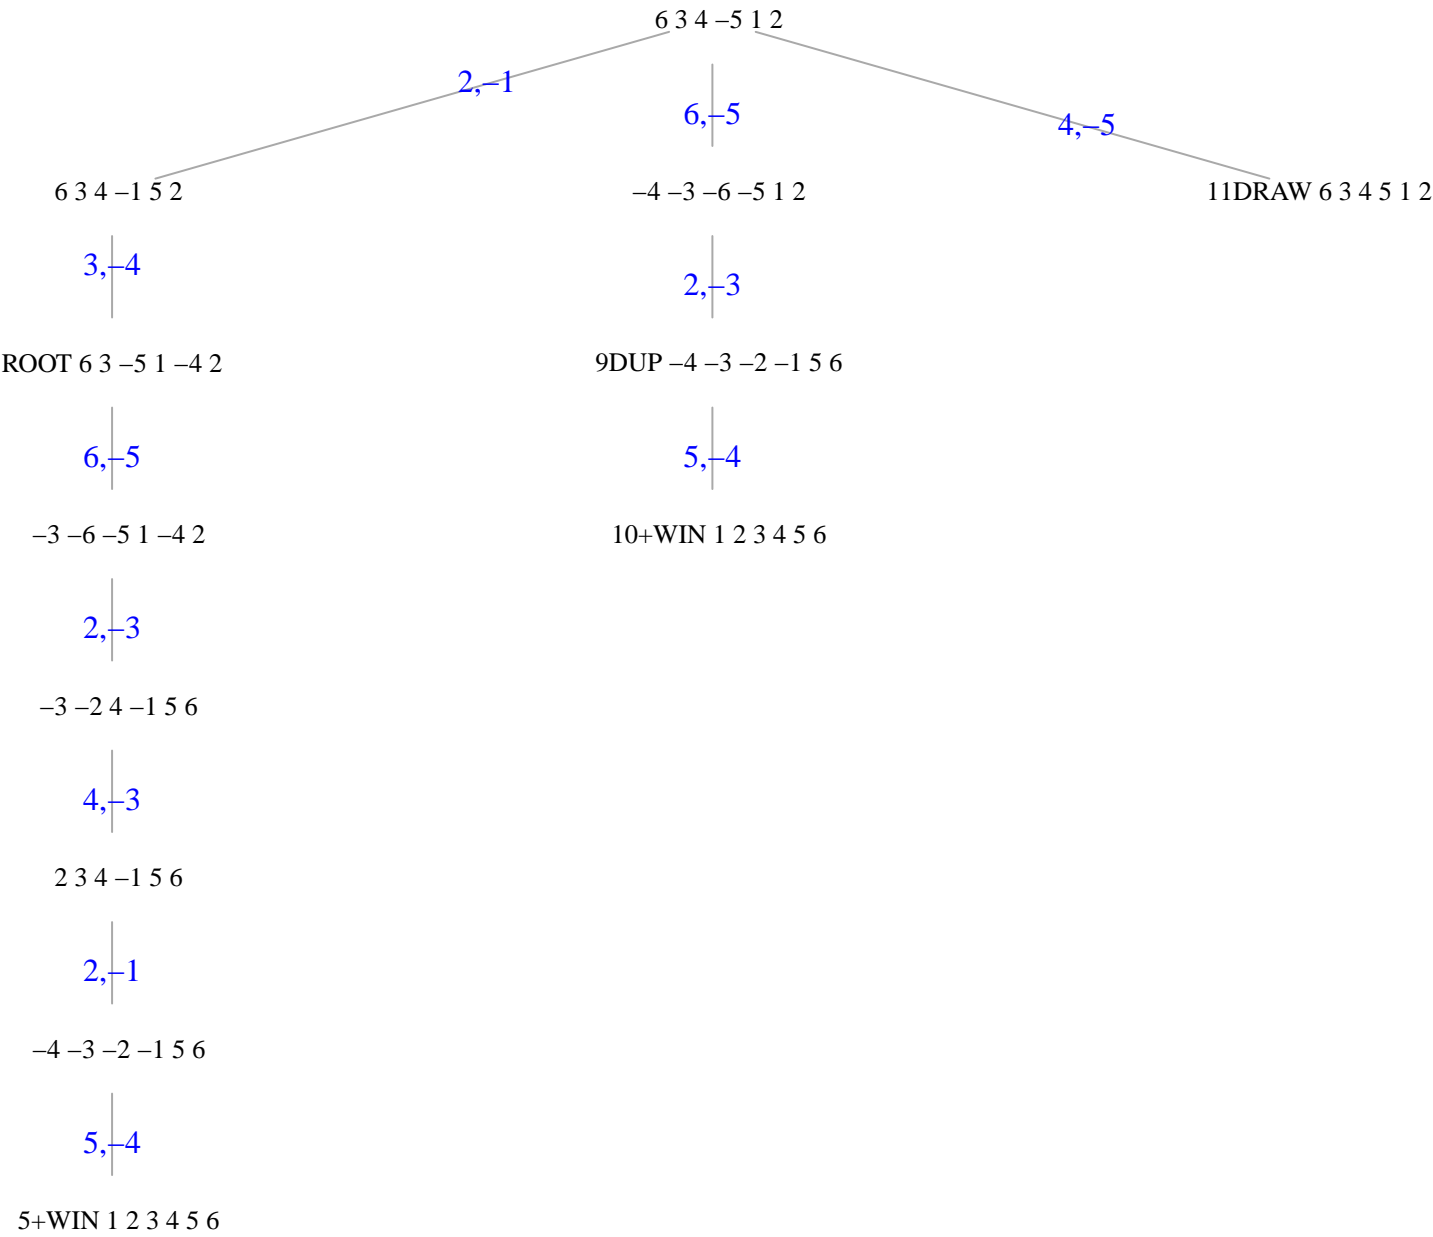 6 3 4 –5 1 2
2,–1
6,–5
4,–5
6 3 4 –1 5 2
–4 –3 –6 –5 1 2
11DRAW 6 3 4 5 1 2
3,–4
2,–3
ROOT 6 3 –5 1 –4 2
9DUP –4 –3 –2 –1 5 6
6,–5
5,–4
–3 –6 –5 1 –4 2
10+WIN 1 2 3 4 5 6
2,–3
–3 –2 4 –1 5 6
4,–3
2 3 4 –1 5 6
2,–1
–4 –3 –2 –1 5 6
5,–4
5+WIN 1 2 3 4 5 6